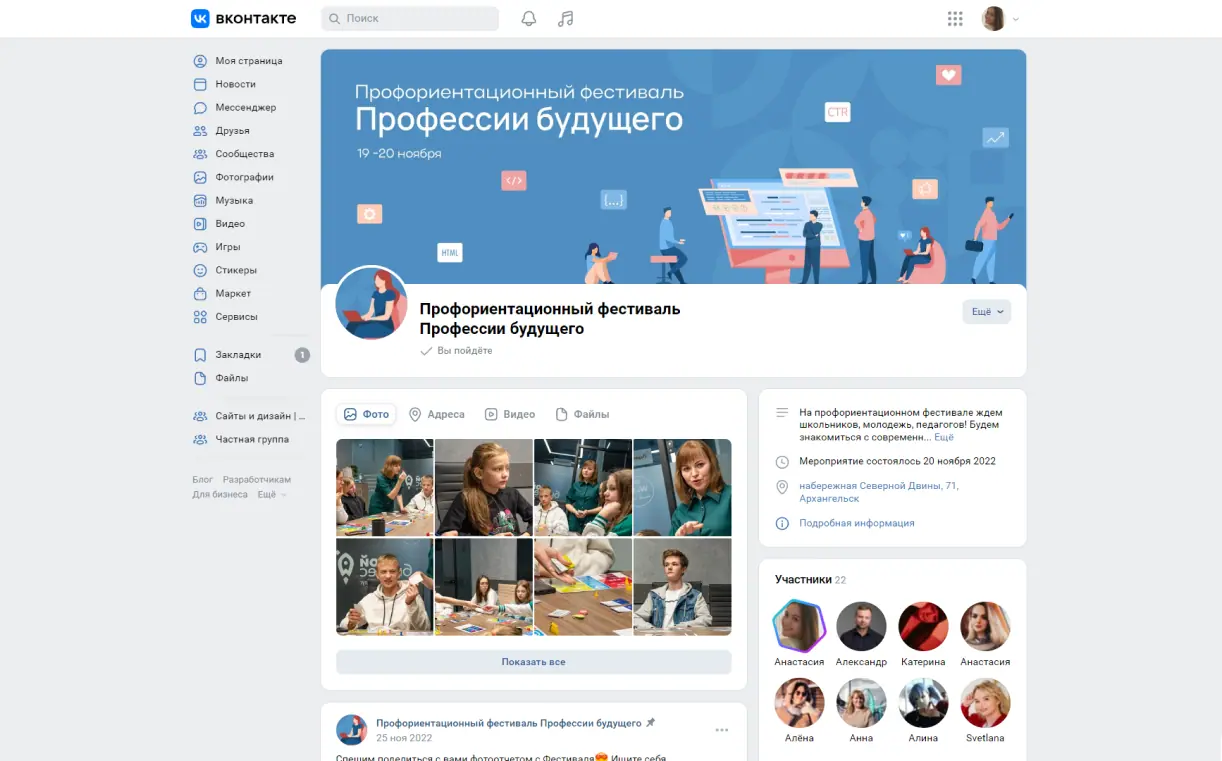 вконтакте
Поиск
Моя страница
Новости
Мессенджер
Друзья
Сообщества
Фотографии
Музыка
Видео
Игры
Стикеры
Маркет
Сервисы
Закладки 1
Файлы
Сайты и дизайн | ...
Частная группа
Блог Разработчикам
Для бизнеса Ещё
Профориентационный фестиваль
Профессии будущего
19 -20 ноября
CTR
</>
{...}
HTML
Профориентационный фестиваль
Профессии будущего
Вы пойдёте
Ещё
Фото Адреса Видео Файлы
Показать все
Профориентационный фестиваль Профессии будущего
25 ноя 2022
Спешим поделиться с вами фотоотчетом с Фестиваля😍 Ищите себя
На профориентационном фестивале ждем
школьников, молодежь, педагогов! Будем
знакомиться с современн... Ещё
Мероприятие состоялось 20 ноября 2022
набережная Северной Двины, 71,
Архангельск
Подробная информация
Участники 22
Анастасия Александр Катерина Анастасия
Алёна Анна Алина Svetlana